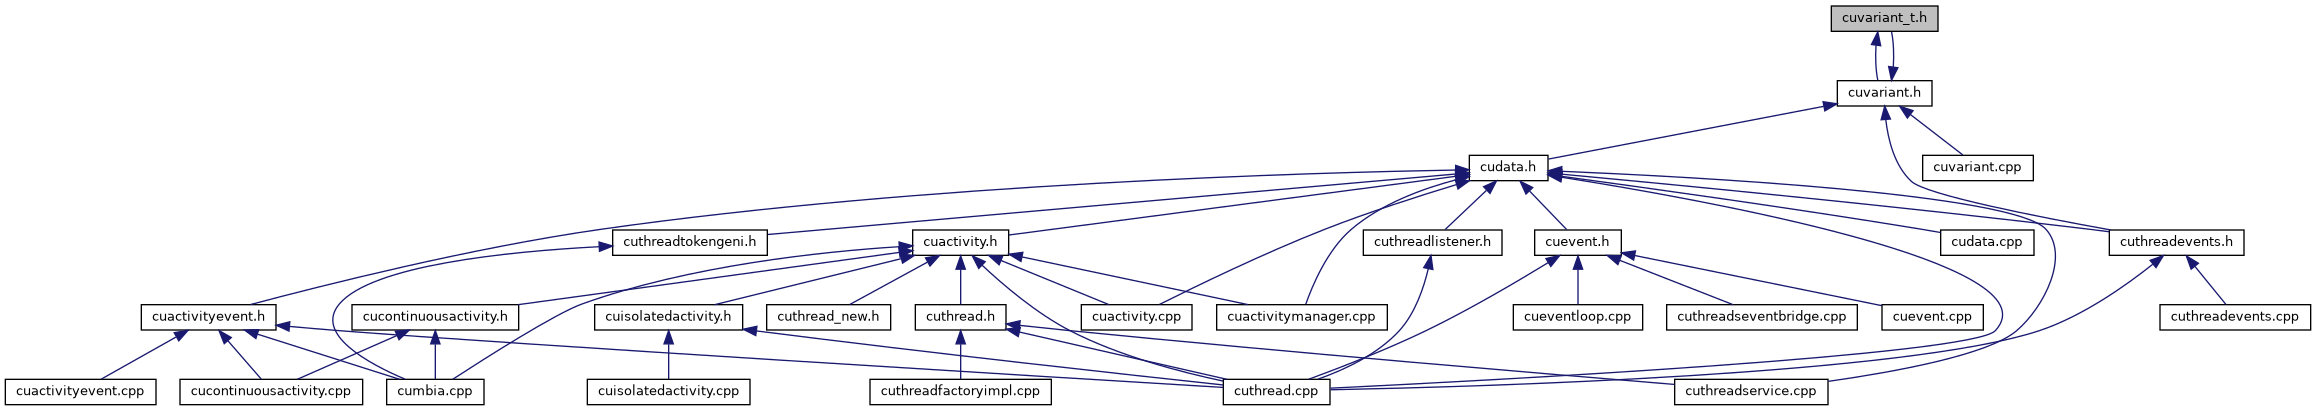 cuvariant_t.h
cuvariant.h
cudata.h
cuvariant.cpp
cuthreadtokengeni.h
cuactivity.h
cuthreadlistener.h
cuevent.h
cudata.cpp
cuthreadevents.h
cuactivityevent.h
cucontinuousactivity.h
cuisolatedactivity.h
cuthread_new.h
cuthread.h
cuactivity.cpp
cuactivitymanager.cpp
cueventloop.cpp
cuthreadseventbridge.cpp
cuevent.cpp
cuthreadevents.cpp
cuactivityevent.cpp
cucontinuousactivity.cpp
cumbia.cpp
cuisolatedactivity.cpp
cuthreadfactoryimpl.cpp
cuthread.cpp
cuthreadservice.cpp